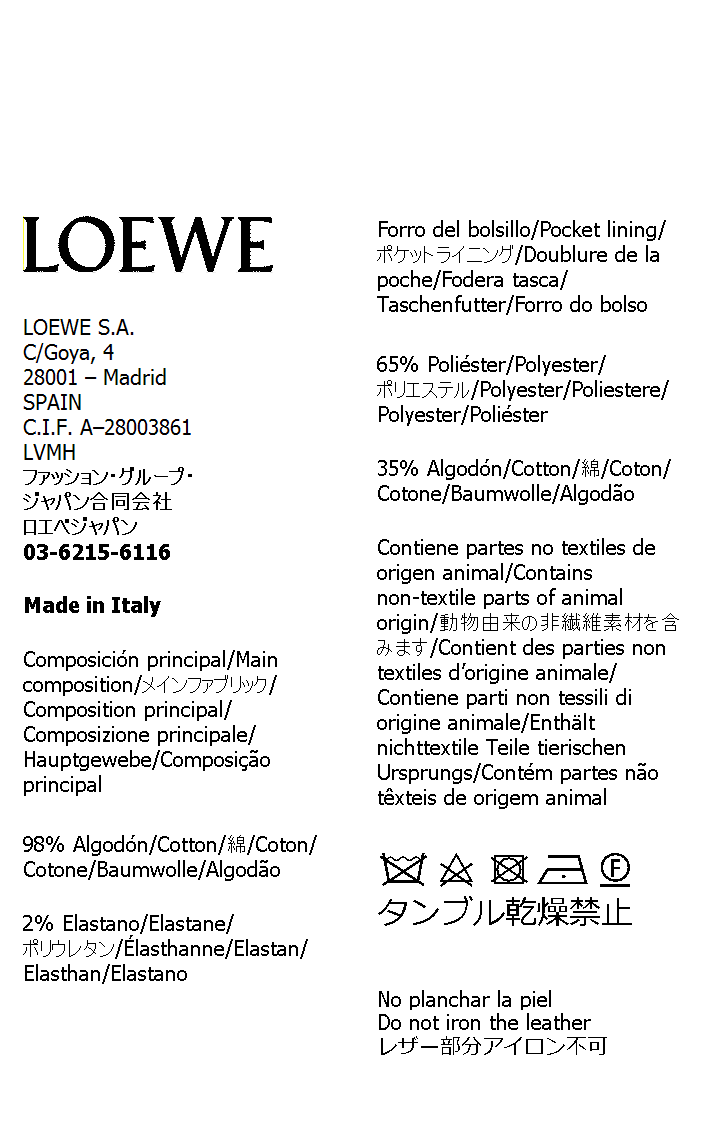 LOEWE
LOEWE S.A.
C/Goya, 4
28001 – Madrid
SPAIN
C.I.F. A–28003861
LVMH
ファッション・グループ・
ジャパン合同会社
ロエベジャパン
03-6215-6116
Made in Italy
Composición principal/Main
composition/メインファブリック/
Composition principal/
Composizione principale/
Hauptgewebe/Composição
principal
98% Algodón/Cotton/綿/Coton/
Cotone/Baumwolle/Algodão
2% Elastano/Elastane/
ポリウレタン/Élasthanne/Elastan/
Elasthan/Elastano
Forro del bolsillo/Pocket lining/
ポケットライニング/Doublure de la
poche/Fodera tasca/
Taschenfutter/Forro do bolso
65% Poliéster/Polyester/
ポリエステル/Polyester/Poliestere/
Polyester/Poliéster
35% Algodón/Cotton/綿/Coton/
Cotone/Baumwolle/Algodão
Contiene partes no textiles de
origen animal/Contains
non-textile parts of animal
origin/動物由来の非繊維素材を含
みます/Contient des parties non
textiles d’origine animale/
Contiene parti non tessili di
origine animale/Enthält
nichttextile Teile tierischen
Ursprungs/Contém partes não
têxteis de origem animal
F
タンブル乾燥禁止
No planchar la piel
Do not iron the leather
レザー部分アイロン不可